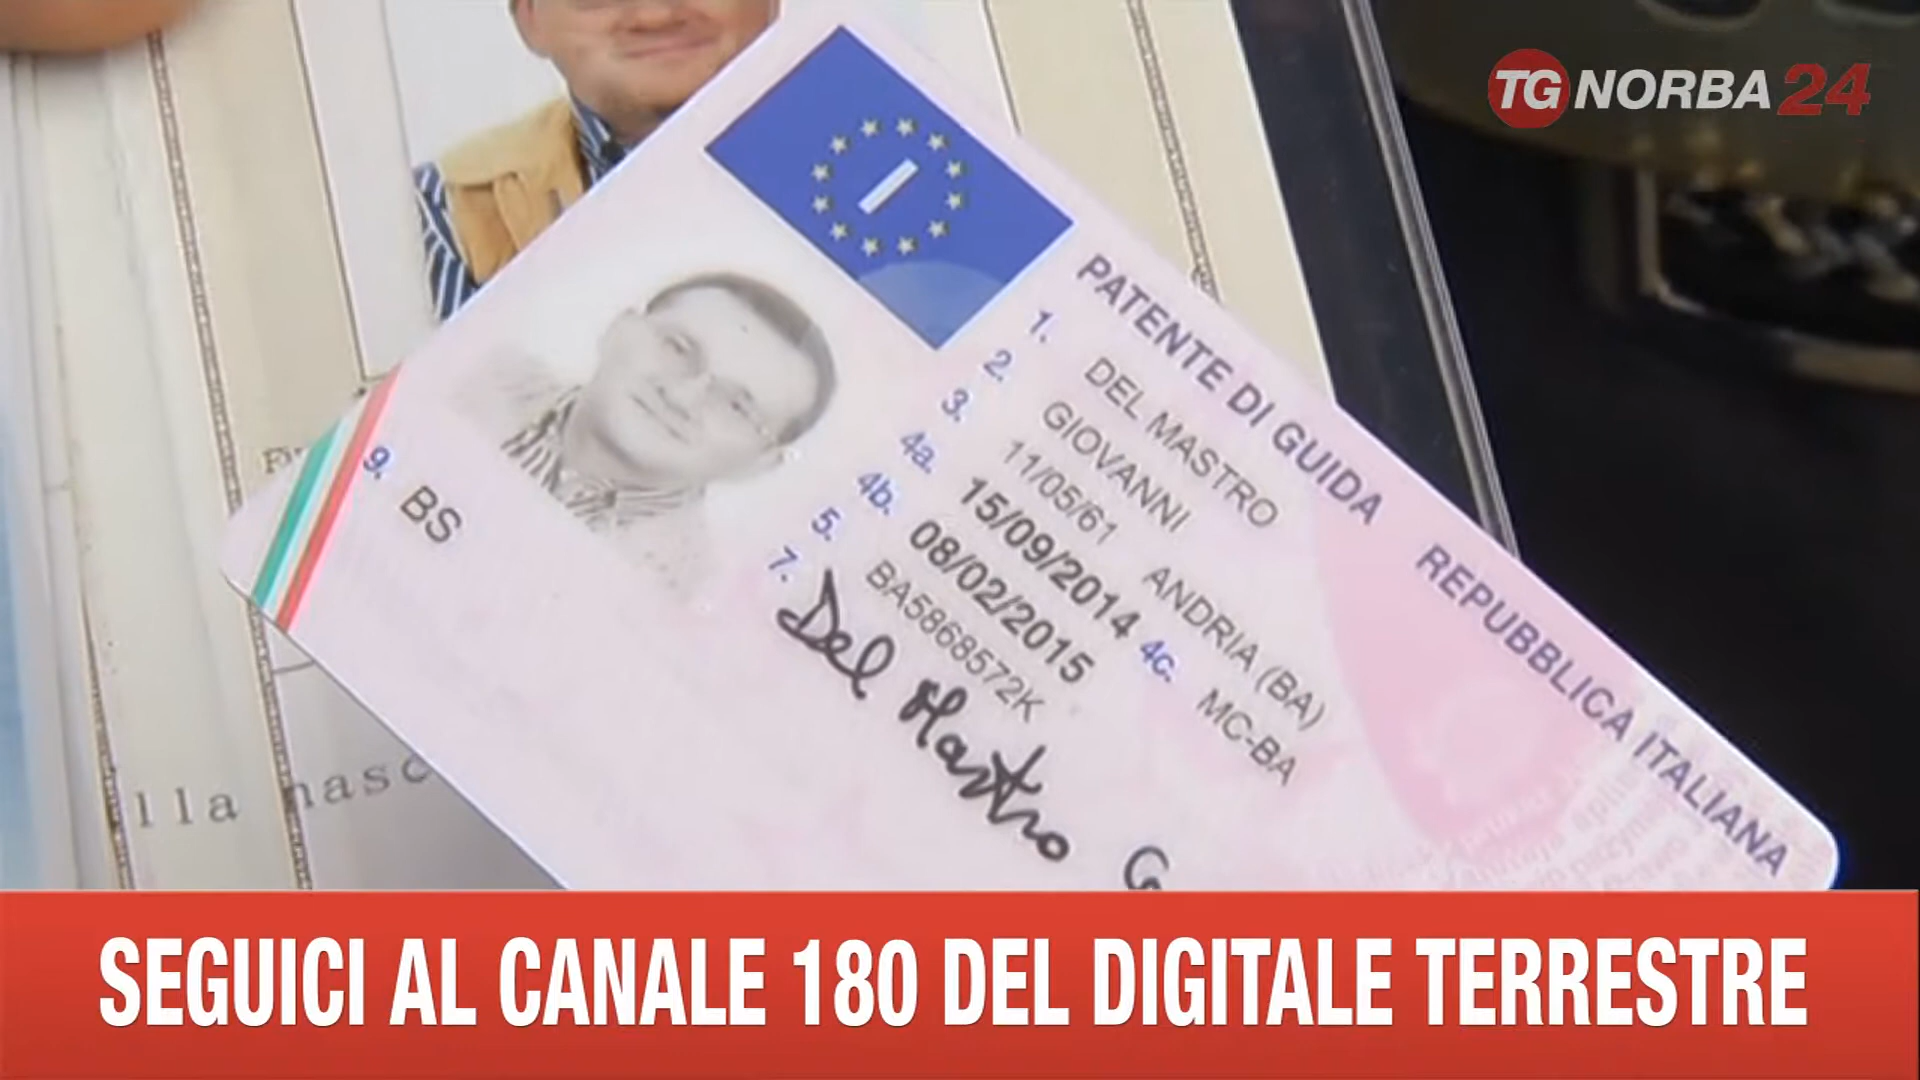 TG NORBA 24
I
PATENTE DI GUIDA REPUBBLICA ITALIANA
1. DEL MASTRO
2. GIOVANNI
3. 11/05/61 ANDRIA (BA)
4a. 15/09/2014 4c. MC-BA
4b. 08/02/2015
5. BA5868572K
7. Del Mastro G
9. BS
lla nasc
SEGUICI AL CANALE 180 DEL DIGITALE TERRESTRE